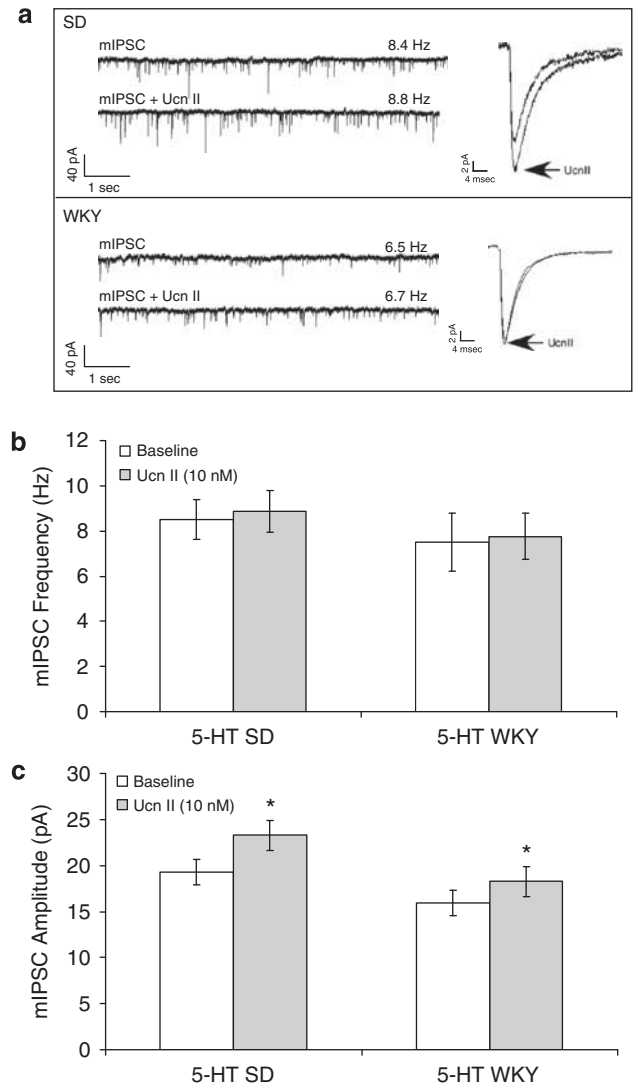 a
SD
mIPSC 8.4 Hz
mIPSC + Ucn II 8.8 Hz
40 pA
1 sec
2 pA
4 msec
UcnII
WKY
mIPSC 6.5 Hz
mIPSC + Ucn II 6.7 Hz
40 pA
1 sec
2 pA
4 msec
UcnII
b
mIPSC Frequency (Hz)
12
10
8
6
4
2
0
Baseline
Ucn II (10 nM)
5-HT SD 5-HT WKY
c
mIPSC Amplitude (pA)
30
25
20
15
10
5
0
Baseline
Ucn II (10 nM)
*
*
5-HT SD 5-HT WKY